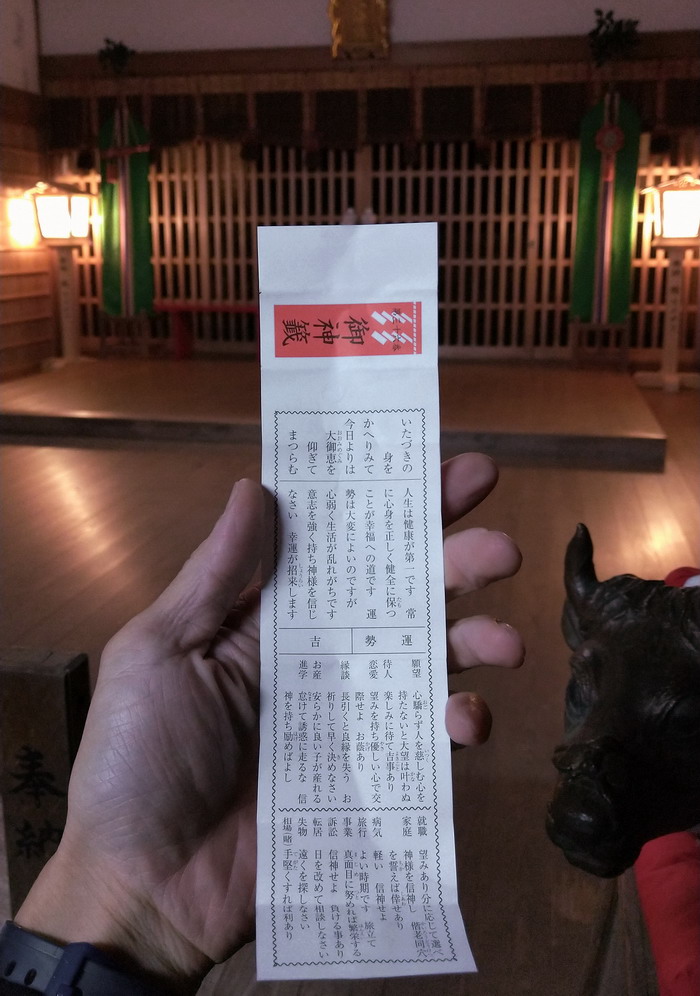 御神籤
いたづきの
身を
かへりみて
今日よりは
大御恵を
仰ぎて
まつらむ
人生は健康が第一です 常
に心身を正しく健全に保つ
ことが幸福への道です 運
勢は大変によいのですが
心弱く生活が乱れがちです
意志を強く持ち神様を信じ
なさい 幸運が招来します
運勢
吉
願望 心驕らず人を慈しむ心を
持たないと大望は叶わぬ
待人 楽しみに待て吉事あり
恋愛 望みを持ち優しい心で交
際せよ お蔭あり
縁談 長引くと良縁を失う お
祈りして早く決めなさい
お産 安らかに良い子が産れる
進学 怠けて誘惑に走るな 信
神を持ち励めばよし
就職 望みあり分に応じて選べ
家庭 神様を信神し 偕老同穴
を誓えば倖せあり
病気 軽い 信神せよ
旅行 よい時期です 旅立て
事業 真面目に努めれば繁栄する
訴訟 信神せよ 負ける事あり
転居 日を改めて相談しなさい
失物 遠くを探しなさい
相場・賭 手堅くすれば利あり
奉納